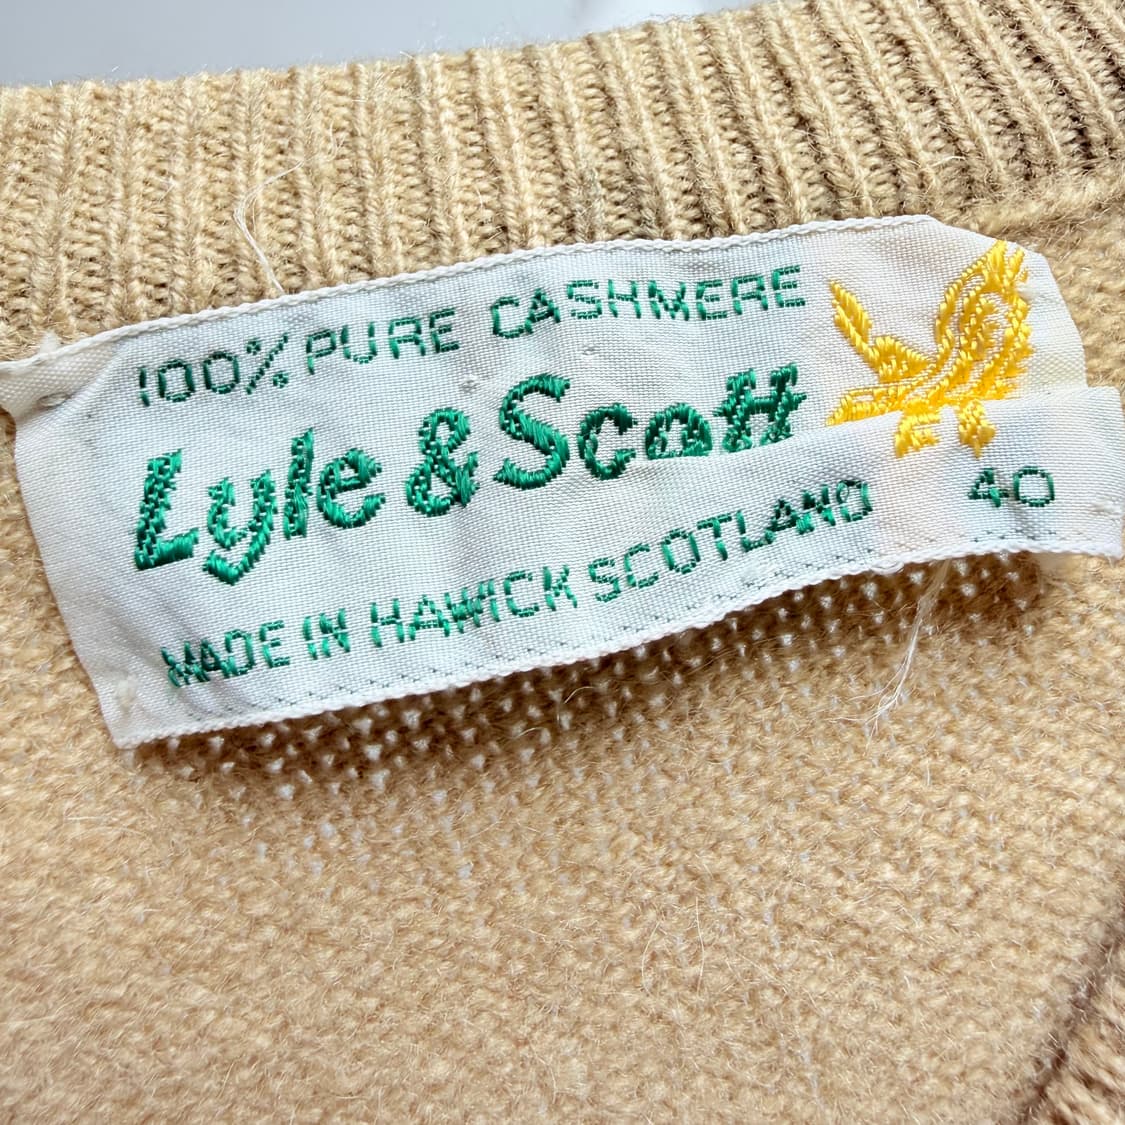 100% PURE CASHMERE
Lyle & Scott
MADE IN HAWICK SCOTLAND
40